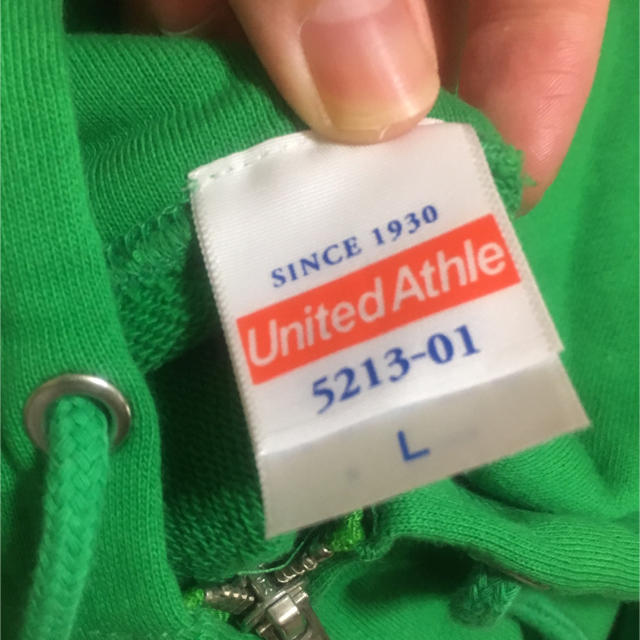 SINCE 1930
United Athle
5213-01
L